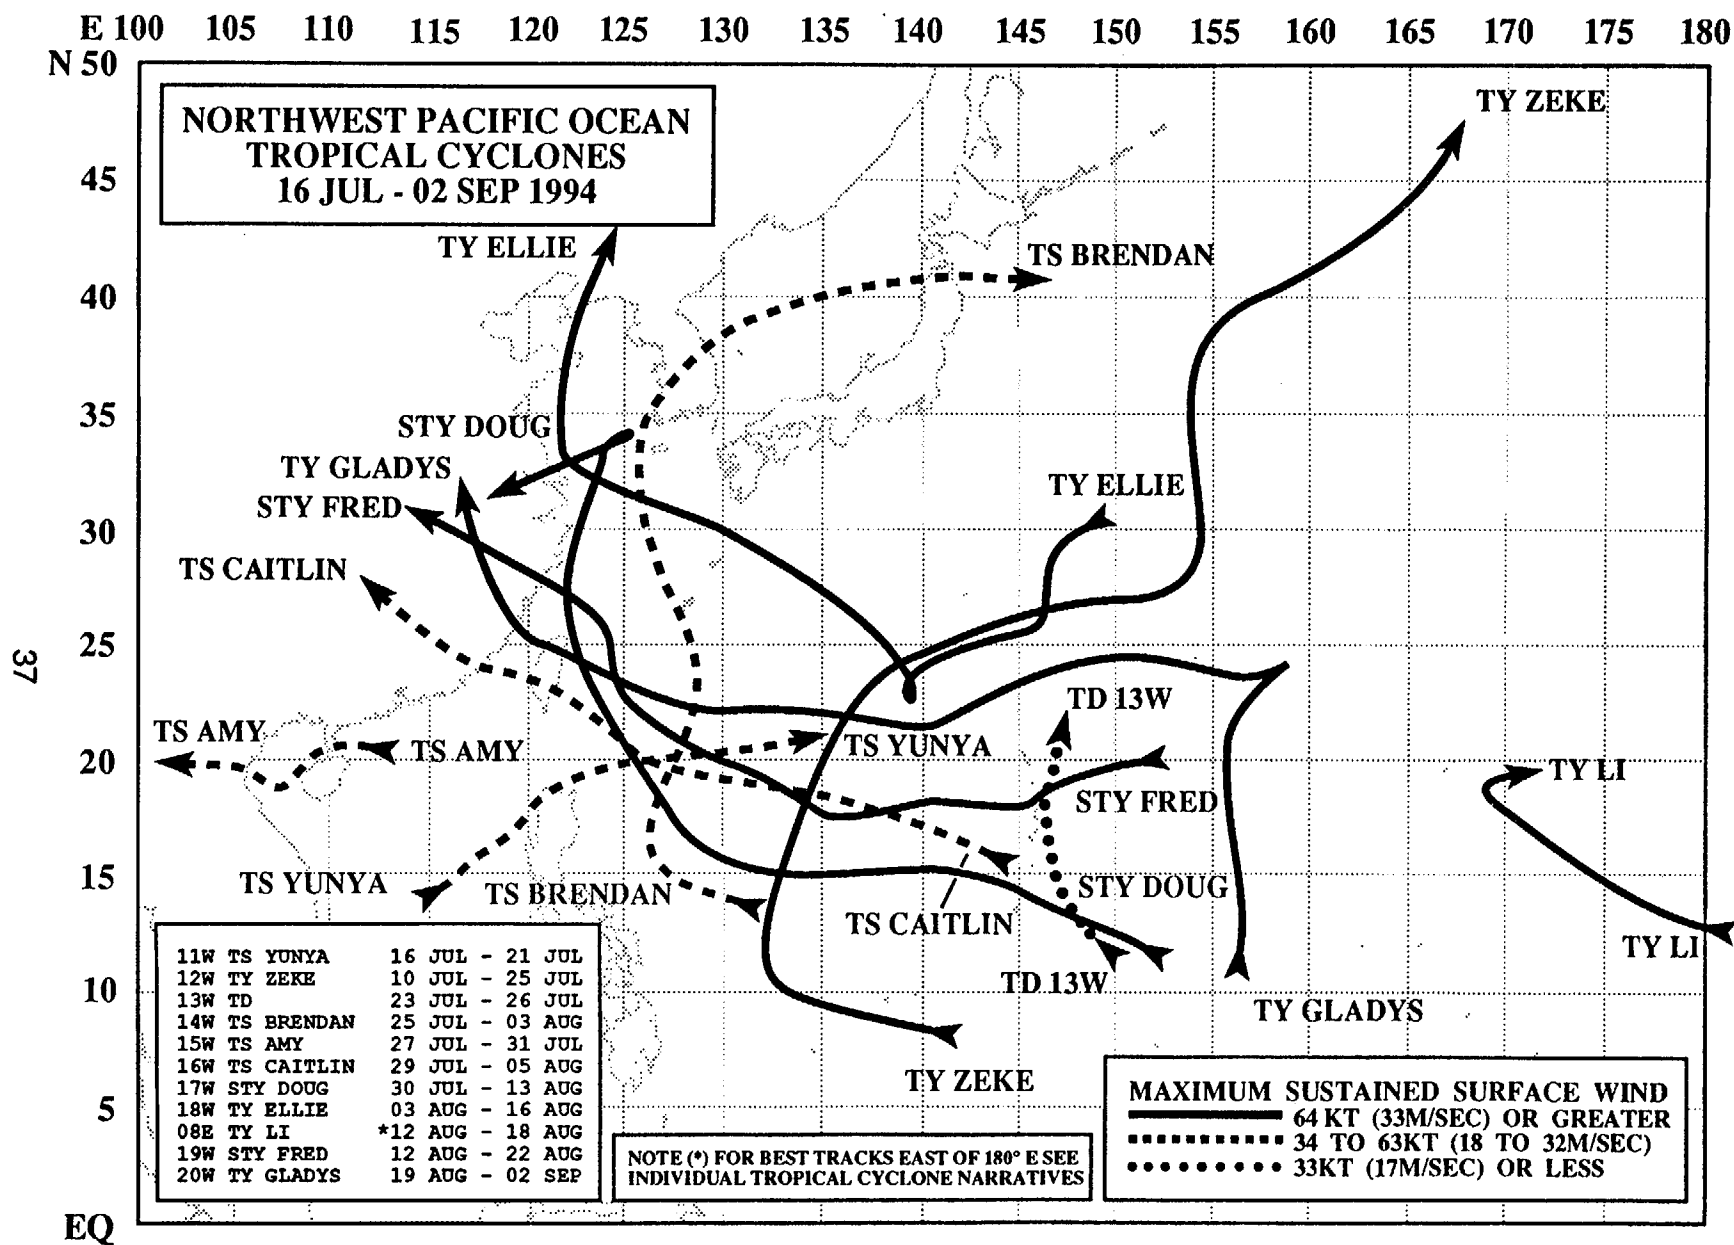 E 100 105 110 115 120 125 130 135 140 145 150 155 160 165 170 175 180
N 50
45
40
35
30
25
20
15
10
5
EQ
37
NORTHWEST PACIFIC OCEAN
TROPICAL CYCLONES
16 JUL - 02 SEP 1994
TY ZEKE
TY ELLIE
TS BRENDAN
STY DOUG
TY GLADYS
STY FRED
TY ELLIE
TS CAITLIN
TS AMY
TS AMY
TD 13W
TS YUNYA
TY LI
STY FRED
TS YUNYA
TS BRENDAN
STY DOUG
TS CAITLIN
TY LI
TD 13W
TY GLADYS
TY ZEKE
11W TS YUNYA 16 JUL - 21 JUL
12W TY ZEKE 10 JUL - 25 JUL
13W TD 23 JUL - 26 JUL
14W TS BRENDAN 25 JUL - 03 AUG
15W TS AMY 27 JUL - 31 JUL
16W TS CAITLIN 29 JUL - 05 AUG
17W STY DOUG 30 JUL - 13 AUG
18W TY ELLIE 03 AUG - 16 AUG
08E TY LI *12 AUG - 18 AUG
19W STY FRED 12 AUG - 22 AUG
20W TY GLADYS 19 AUG - 02 SEP
NOTE (*) FOR BEST TRACKS EAST OF 180° E SEE
INDIVIDUAL TROPICAL CYCLONE NARRATIVES
MAXIMUM SUSTAINED SURFACE WIND
64 KT (33M/SEC) OR GREATER
34 TO 63KT (18 TO 32M/SEC)
33KT (17M/SEC) OR LESS